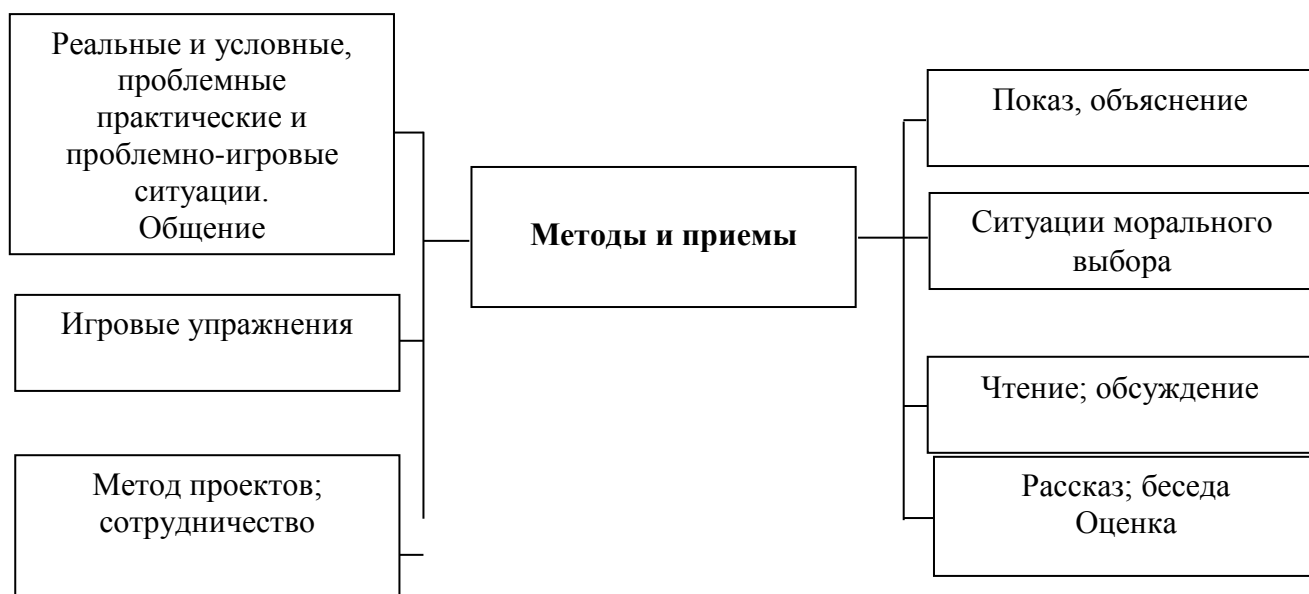 Реальные и условные,
проблемные
практические и
проблемно-игровые
ситуации.
Общение
Игровые упражнения
Метод проектов;
сотрудничество
Методы и приемы
Показ, объяснение
Ситуации морального
выбора
Чтение; обсуждение
Рассказ; беседа
Оценка